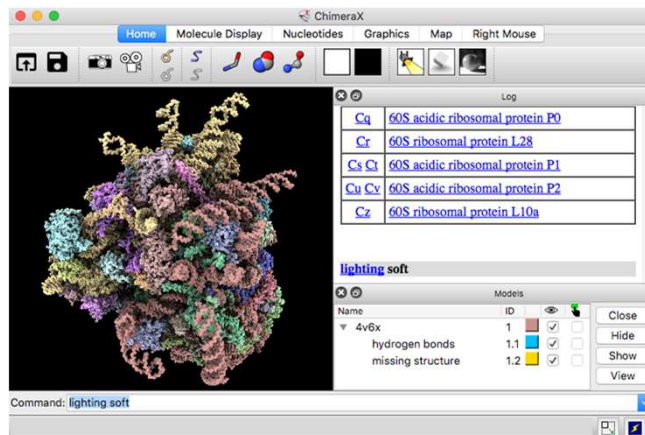 ChimeraX
Home Molecule Display Nucleotides Graphics Map Right Mouse
Log
Cq 60S acidic ribosomal protein P0
Cr 60S ribosomal protein L28
Cs Ct 60S acidic ribosomal protein P1
Cu Cv 60S acidic ribosomal protein P2
Cz 60S ribosomal protein L10a
lighting soft
Models
Name ID
4v6x 1
hydrogen bonds 1.1
missing structure 1.2
Close
Hide
Show
View
Command: lighting soft